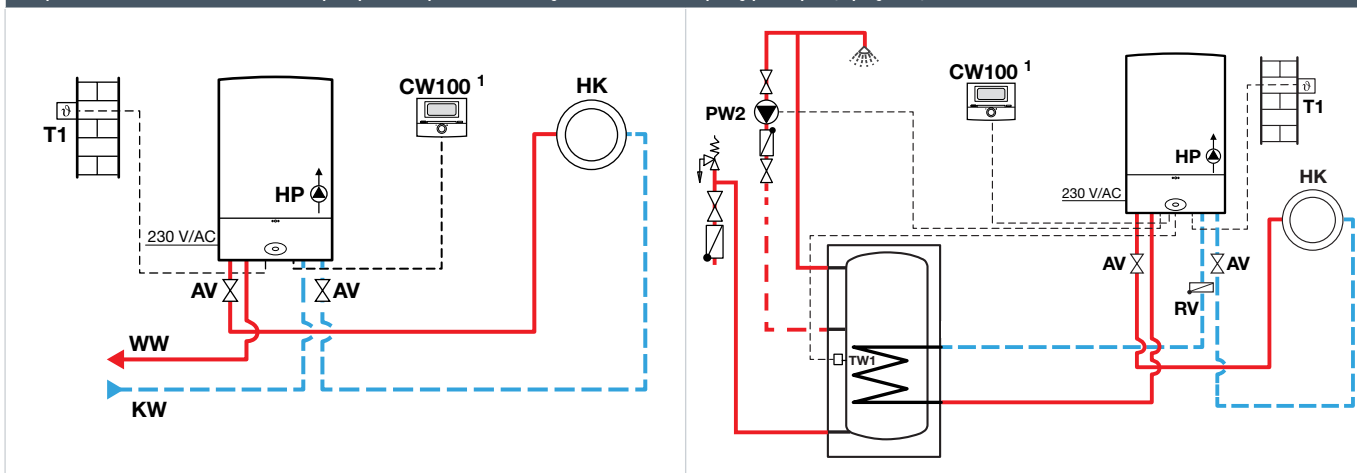 CW100 1
HK
ϑ
T1
HP
230 V/AC
AV
AV
WW
KW
PW2
CW100 1
ϑ
T1
HP
HK
230 V/AC
AV
AV
RV
TW1